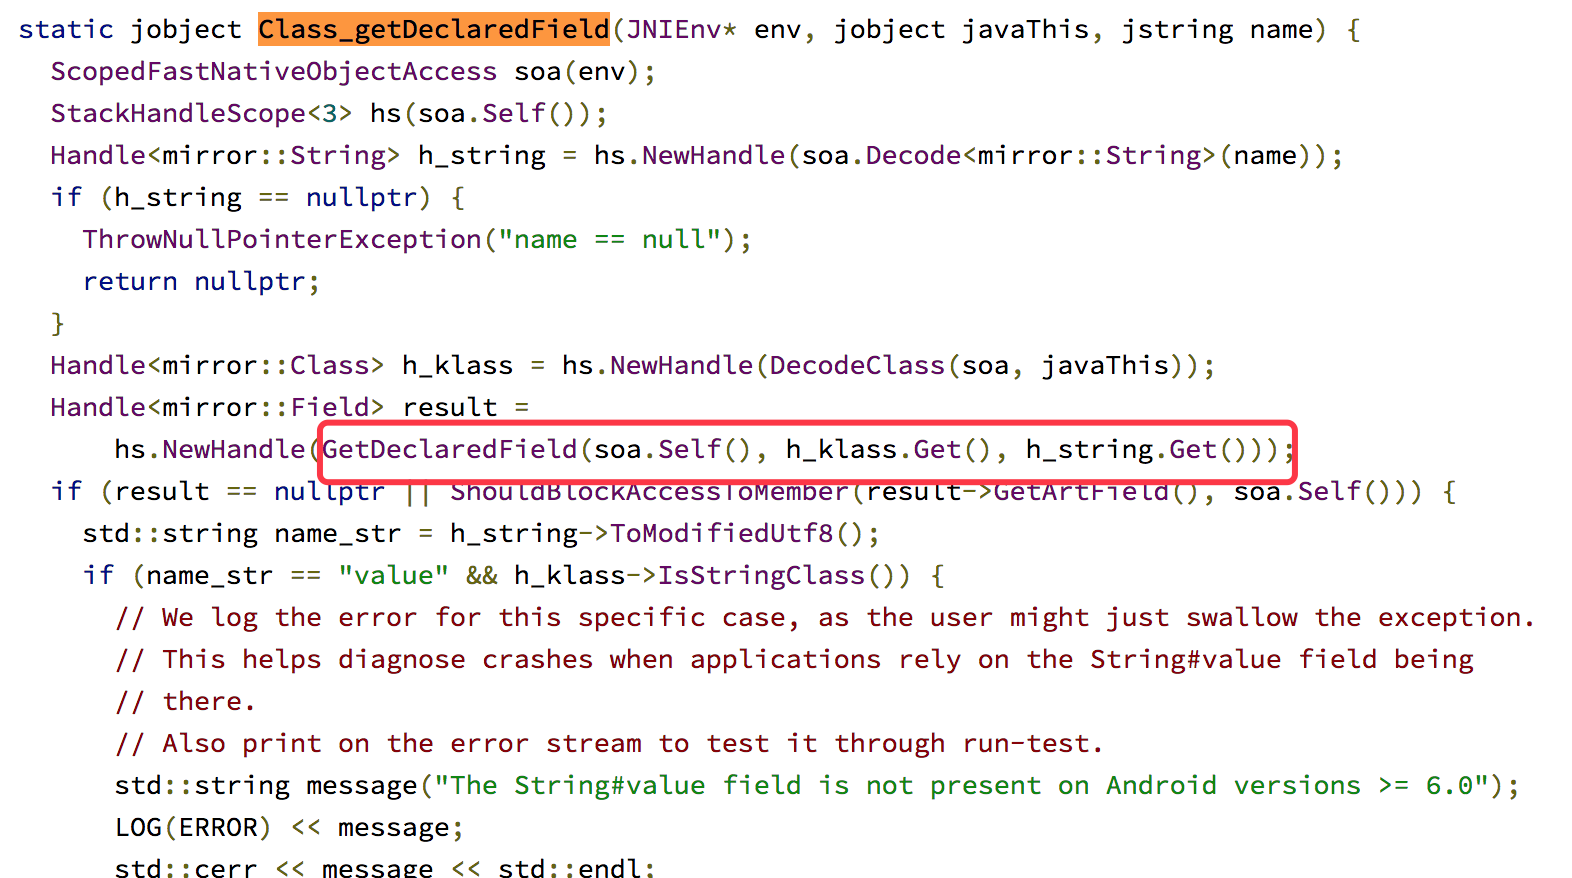 static jobject Class_getDeclaredField(JNIEnv* env, jobject javaThis, jstring name) {
  ScopedFastNativeObjectAccess soa(env);
  StackHandleScope<3> hs(soa.Self());
  Handle<mirror::String> h_string = hs.NewHandle(soa.Decode<mirror::String>(name));
  if (h_string == nullptr) {
    ThrowNullPointerException("name == null");
    return nullptr;
  }
  Handle<mirror::Class> h_klass = hs.NewHandle(DecodeClass(soa, javaThis));
  Handle<mirror::Field> result =
      hs.NewHandle(GetDeclaredField(soa.Self(), h_klass.Get(), h_string.Get()));
  if (result == nullptr || ShouldBlockAccessToMember(result->GetArtField(), soa.Self())) {
    std::string name_str = h_string->ToModifiedUtf8();
    if (name_str == "value" && h_klass->IsStringClass()) {
      // We log the error for this specific case, as the user might just swallow the exception.
      // This helps diagnose crashes when applications rely on the String#value field being
      // there.
      // Also print on the error stream to test it through run-test.
      std::string message("The String#value field is not present on Android versions >= 6.0");
      LOG(ERROR) << message;
      std::cerr << message << std::endl;